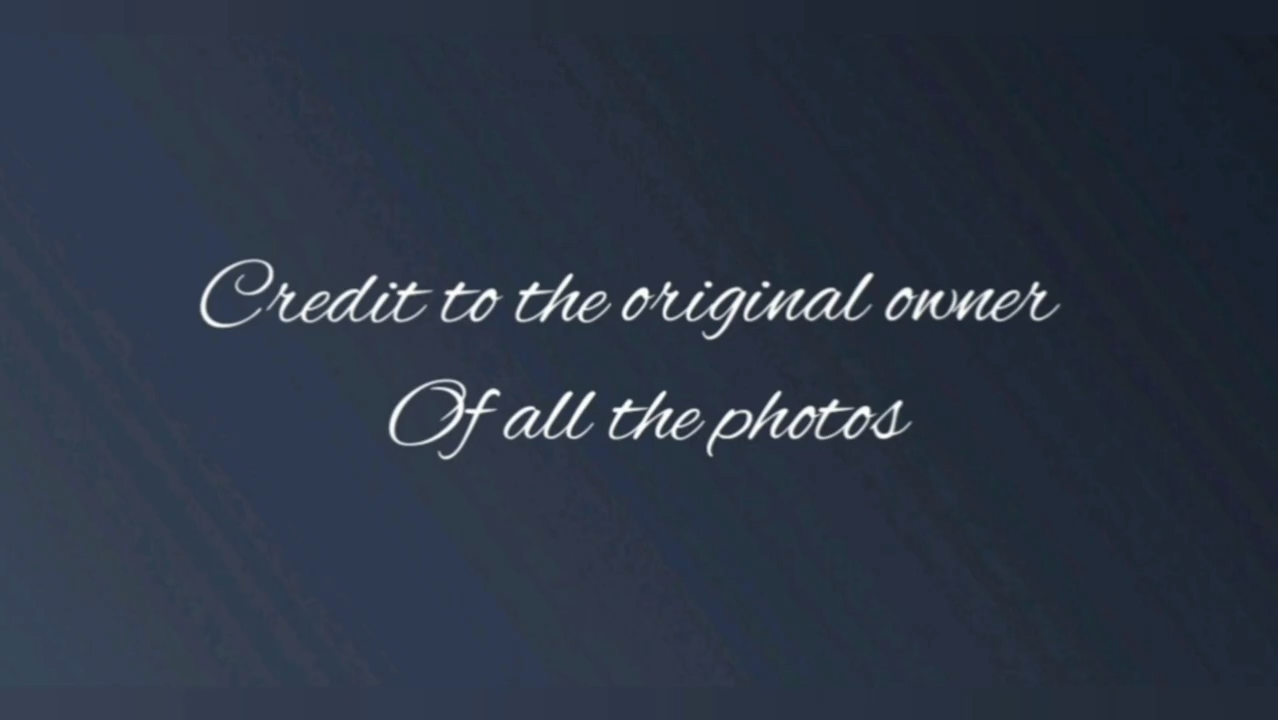 Credit to the original owner
Of all the photos